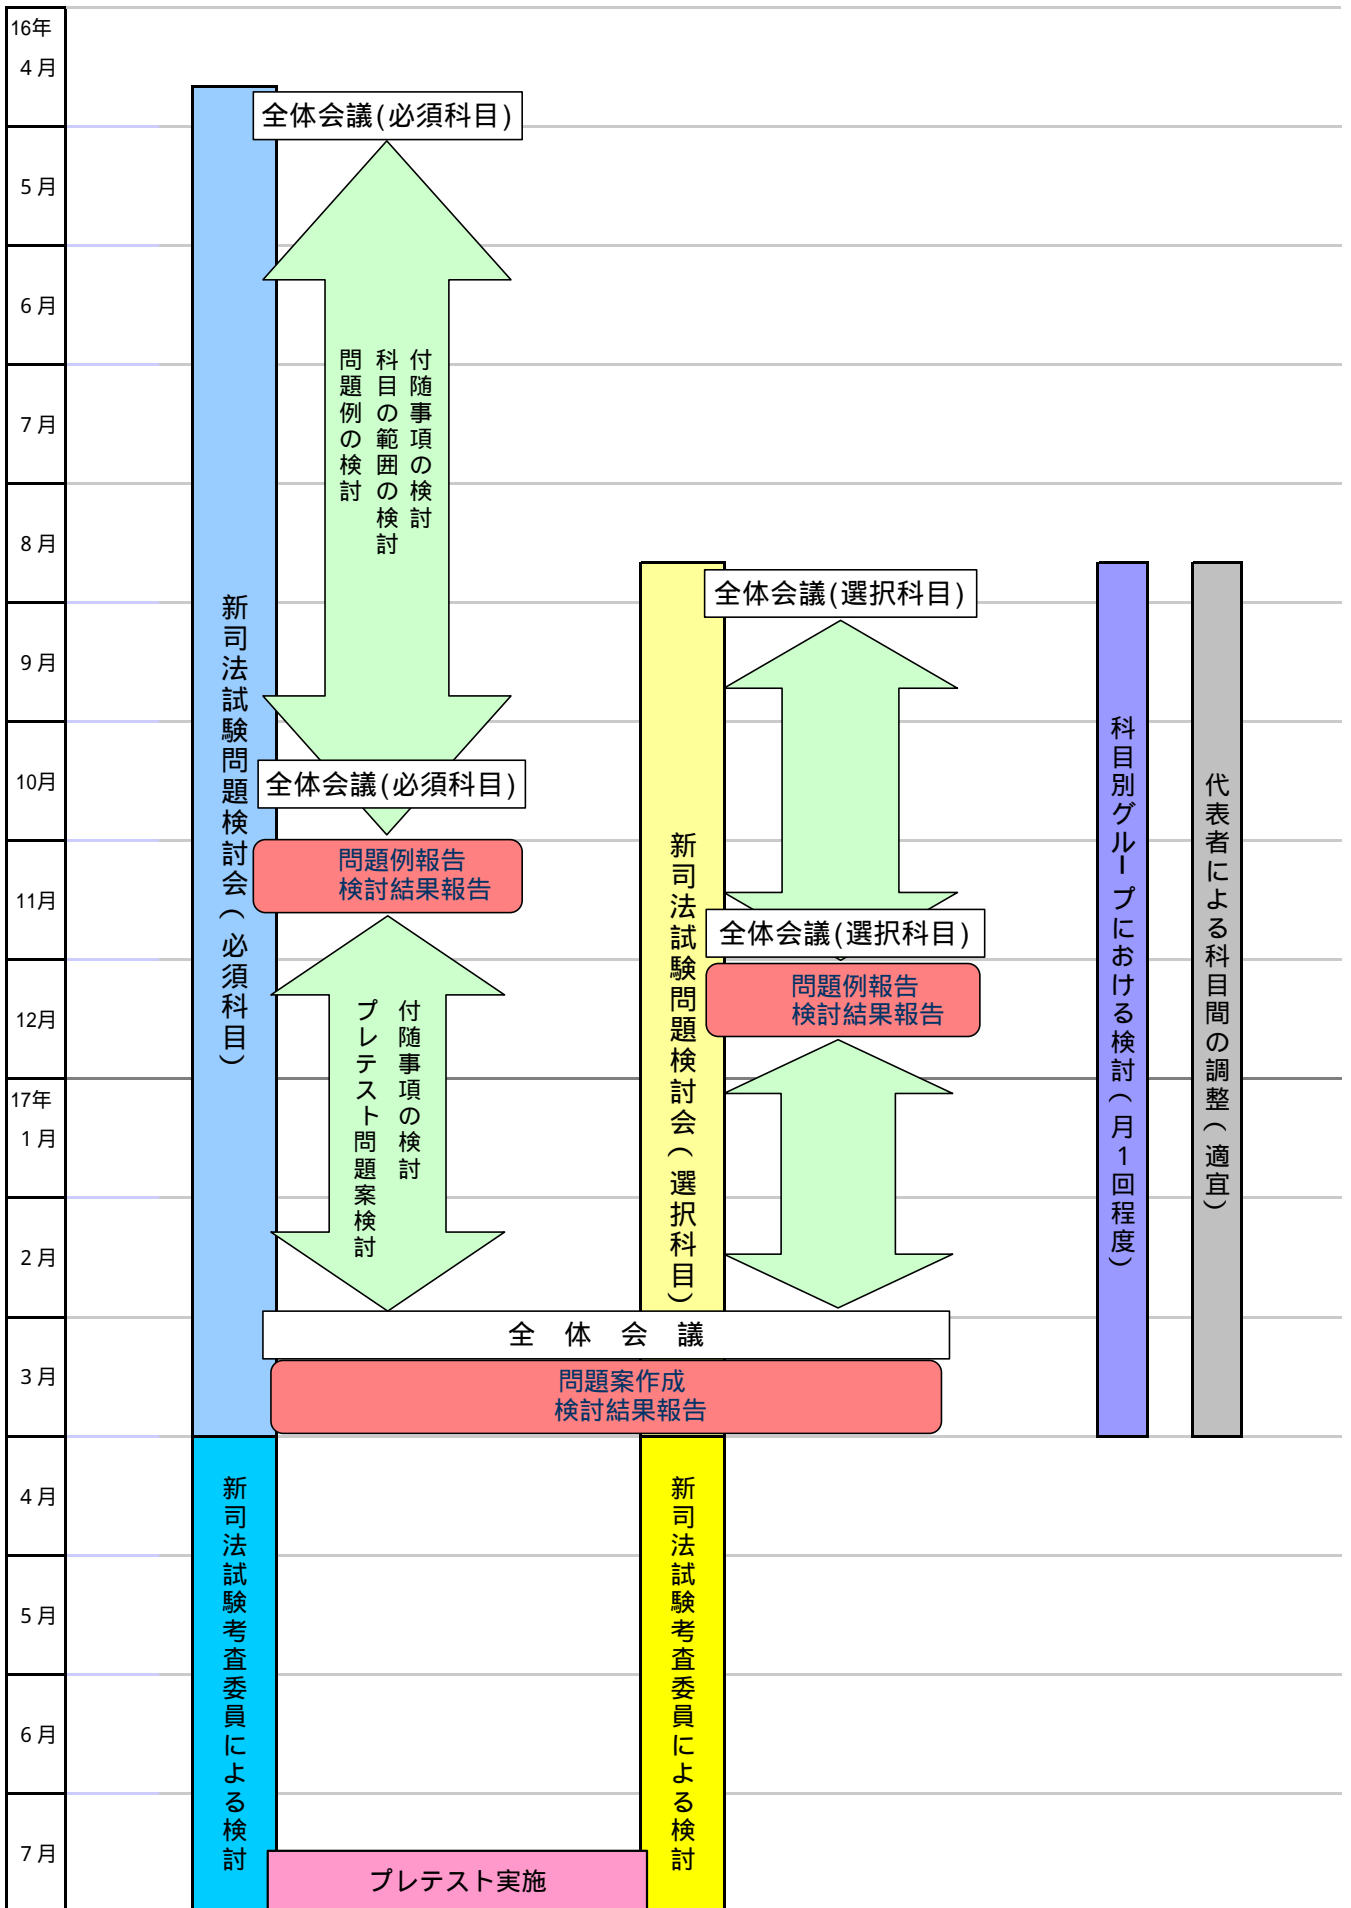 16年
4月
5月
6月
7月
8月
9月
10月
11月
12月
17年
1月
2月
3月
4月
5月
6月
7月
新司法試験問題検討会(必須科目)
全体会議(必須科目)
付随事項の検討
科目の範囲の検討
問題例の検討
全体会議(必須科目)
問題例報告
検討結果報告
付随事項の検討
プレテスト問題案検討
新司法試験問題検討会(選択科目)
全体会議(選択科目)
全体会議(選択科目)
問題例報告
検討結果報告
科目別グループにおける検討(月1回程度)
代表者による科目間の調整(適宜)
全体会議
問題案作成
検討結果報告
新司法試験考査委員による検討
新司法試験考査委員による検討
プレテスト実施